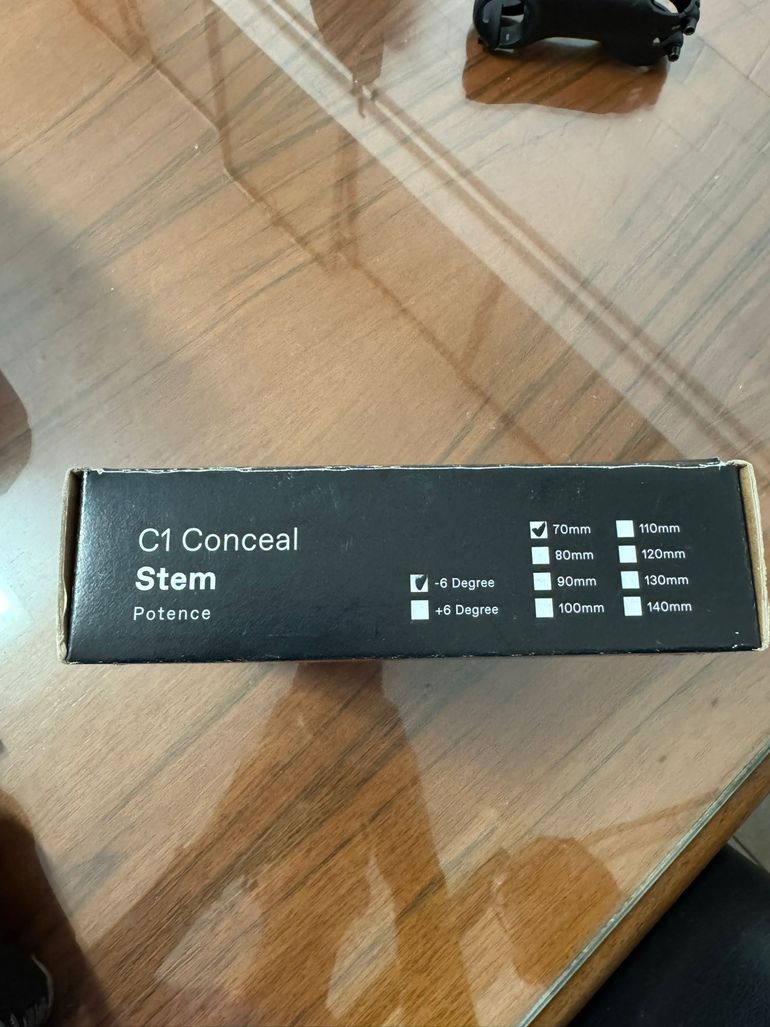 C1 Conceal
Stem
Potence
-6 Degree
+6 Degree
70mm
80mm
90mm
100mm
110mm
120mm
130mm
140mm